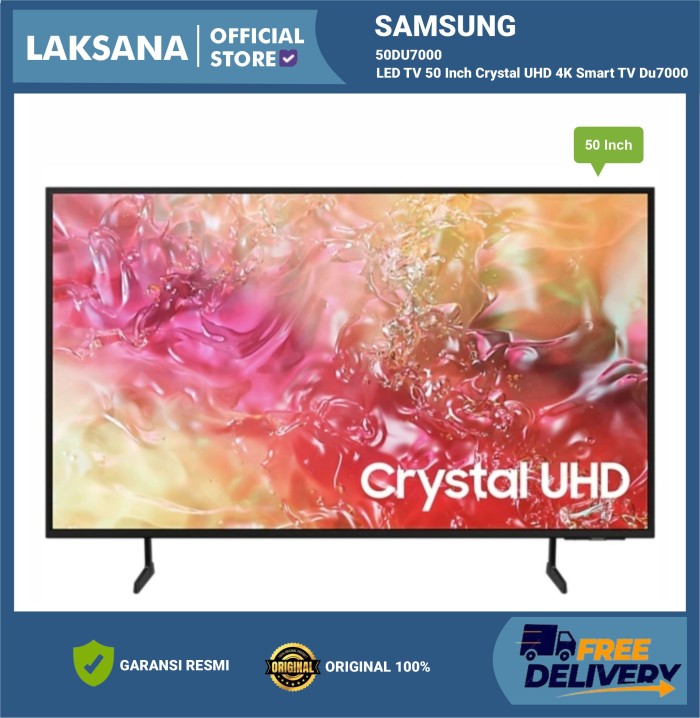 LAKSANA
OFFICIAL
STORE
SAMSUNG
50DU7000
LED TV 50 Inch Crystal UHD 4K Smart TV Du7000
50 Inch
Crystal UHD
GARANSI RESMI
ORIGINAL
ORIGINAL 100%
FREE
DELIVERY